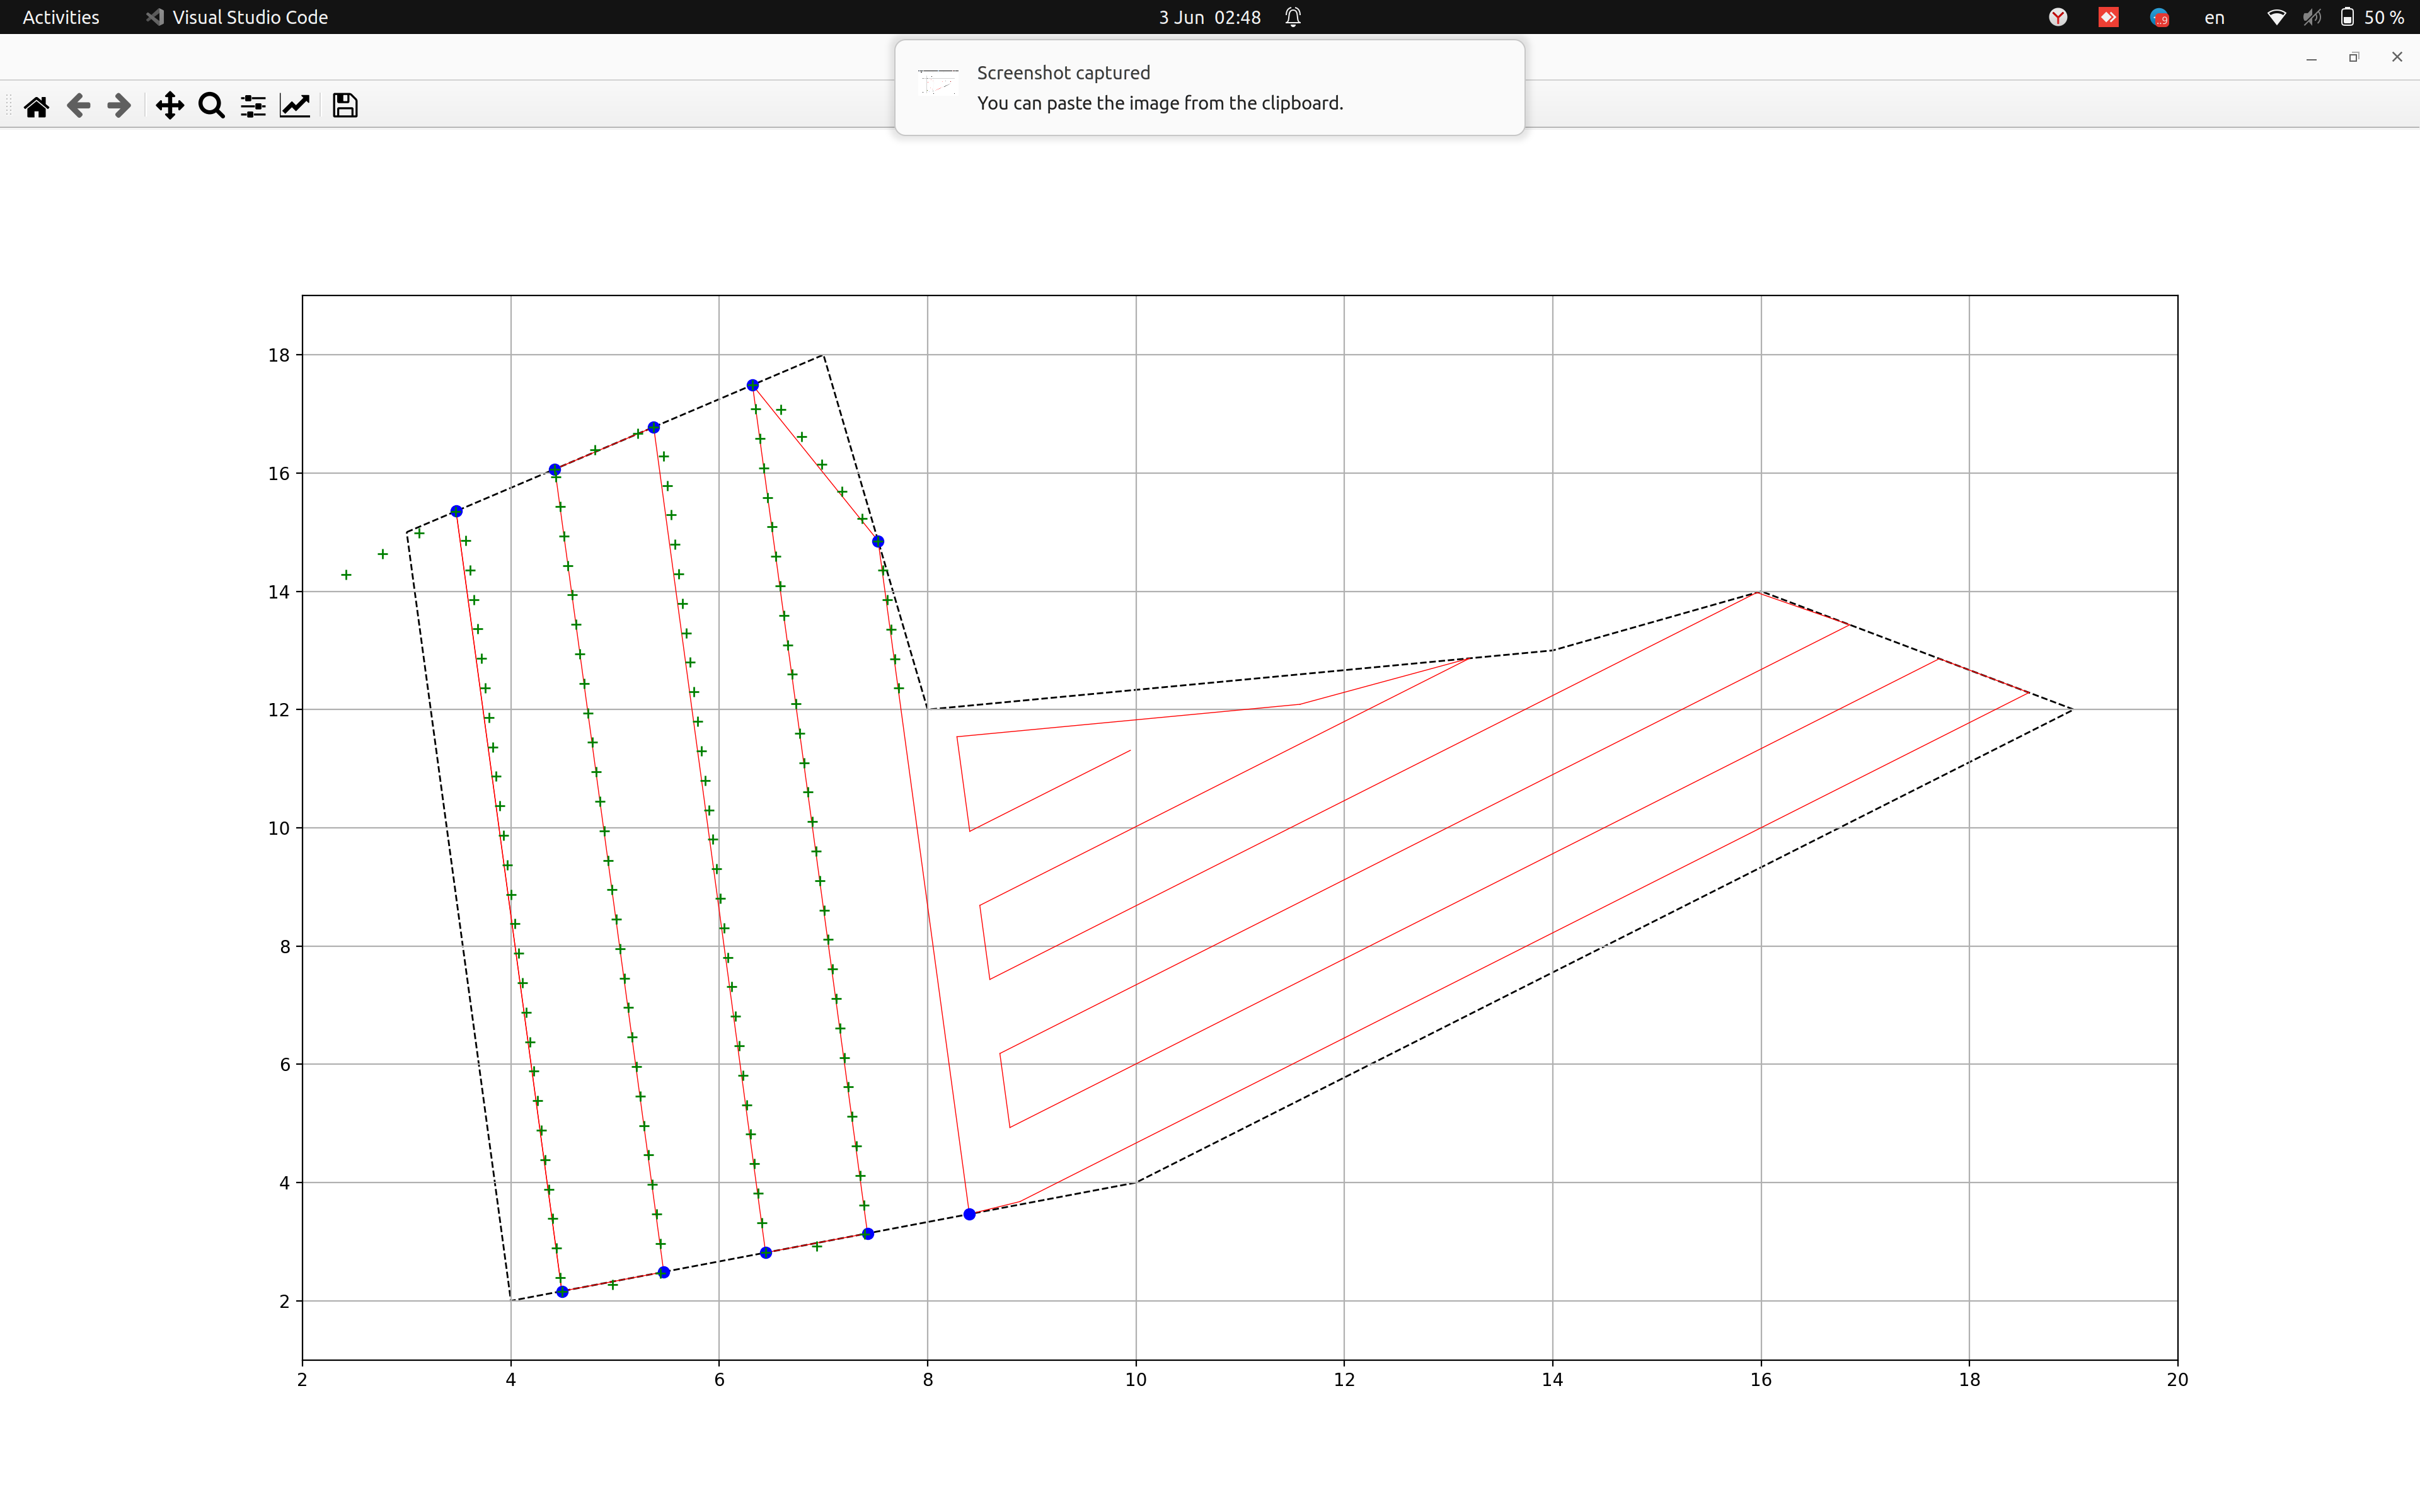 Activities Visual Studio Code 3 Jun 02:48 en 50 %
Screenshot captured
You can paste the image from the clipboard.
18
16
14
12
10
8
6
4
2
2 4 6 8 10 12 14 16 18 20